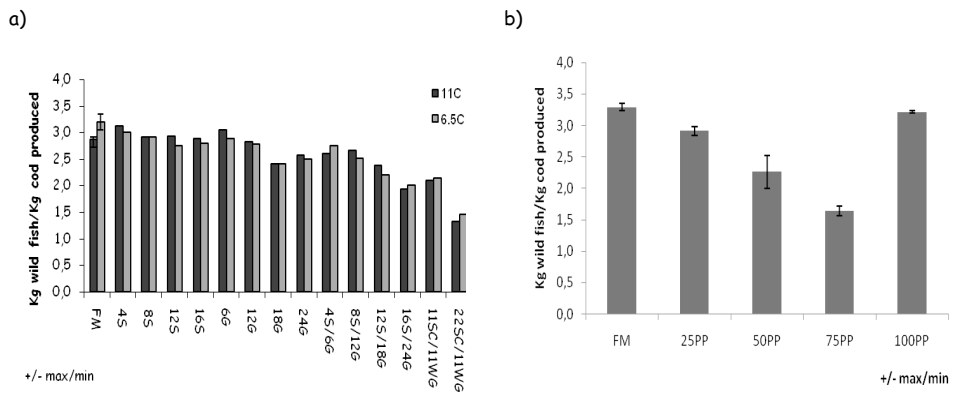 a)
Kg wild fish/Kg cod produced
4,0
3,5
3,0
2,5
2,0
1,5
1,0
0,5
0,0
11C
6.5C
FM
4S
8S
12S
16S
6G
12G
18G
24G
4S/6G
8S/12G
12S/18G
16S/24G
11SC/11WG
22SC/11WG
+/- max/min
b)
Kg wild fish/Kg cod produced
4,0
3,5
3,0
2,5
2,0
1,5
1,0
0,5
0,0
FM 25PP 50PP 75PP 100PP
+/- max/min